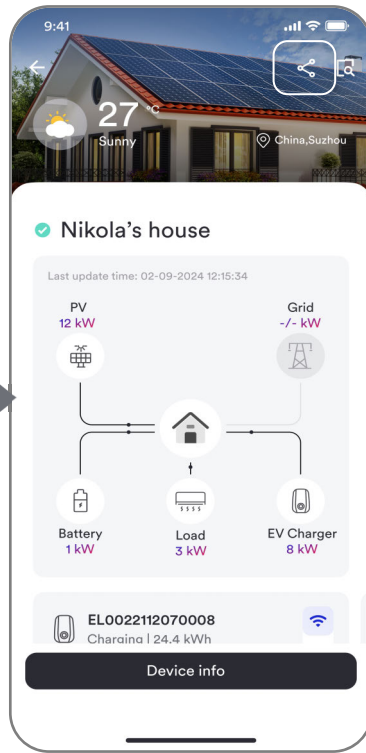 9:41
27 °C
Sunny
China,Suzhou
Nikola's house
Last update time: 02-09-2024 12:15:34
PV
12 kW
Grid
-/- kW
Battery
1 kW
Load
3 kW
EV Charger
8 kW
EL0022112070008
Charging | 24.4 kWh
Device info